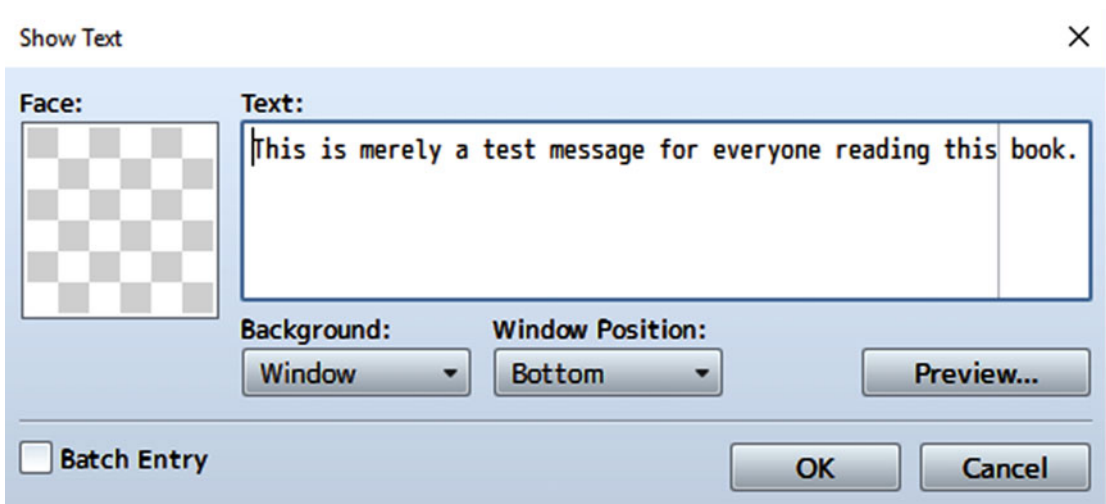 Show Text
Face:
Text:
This is merely a test message for everyone reading this book.
Background:
Window Position:
Window
Bottom
Preview...
Batch Entry
OK
Cancel